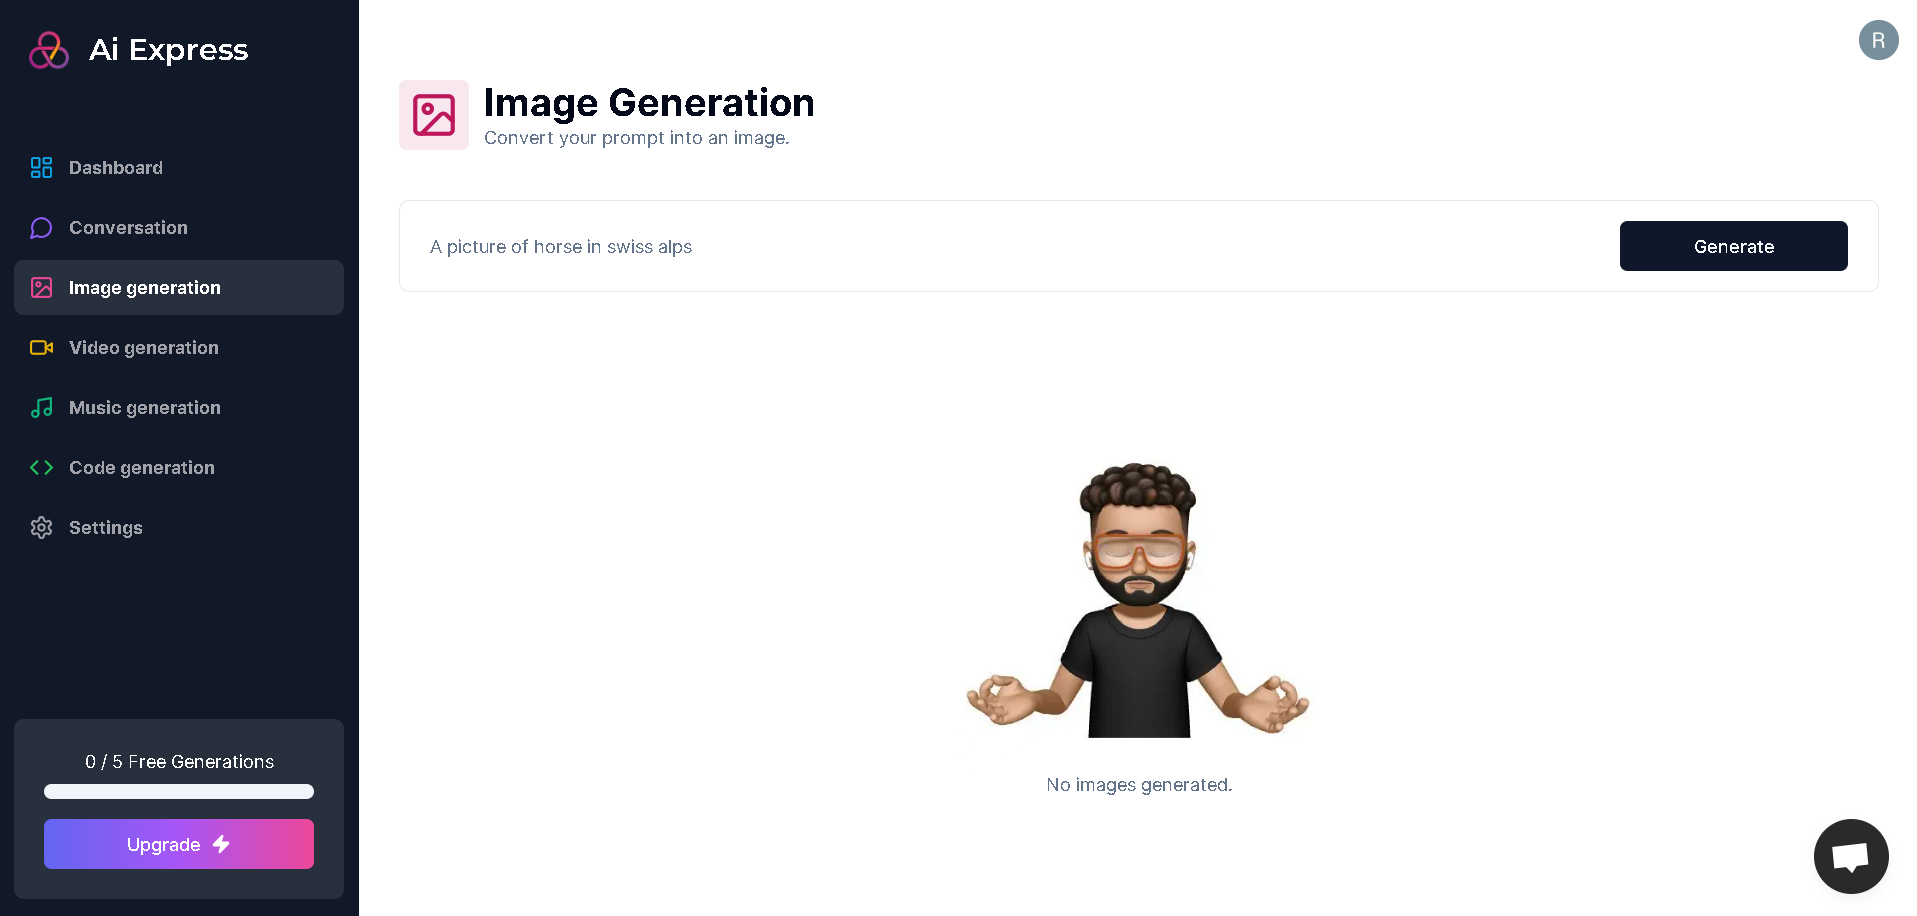 Ai Express
Dashboard
Conversation
Image generation
Video generation
Music generation
Code generation
Settings
0 / 5 Free Generations
Upgrade
R
Image Generation
Convert your prompt into an image.
A picture of horse in swiss alps
Generate
No images generated.